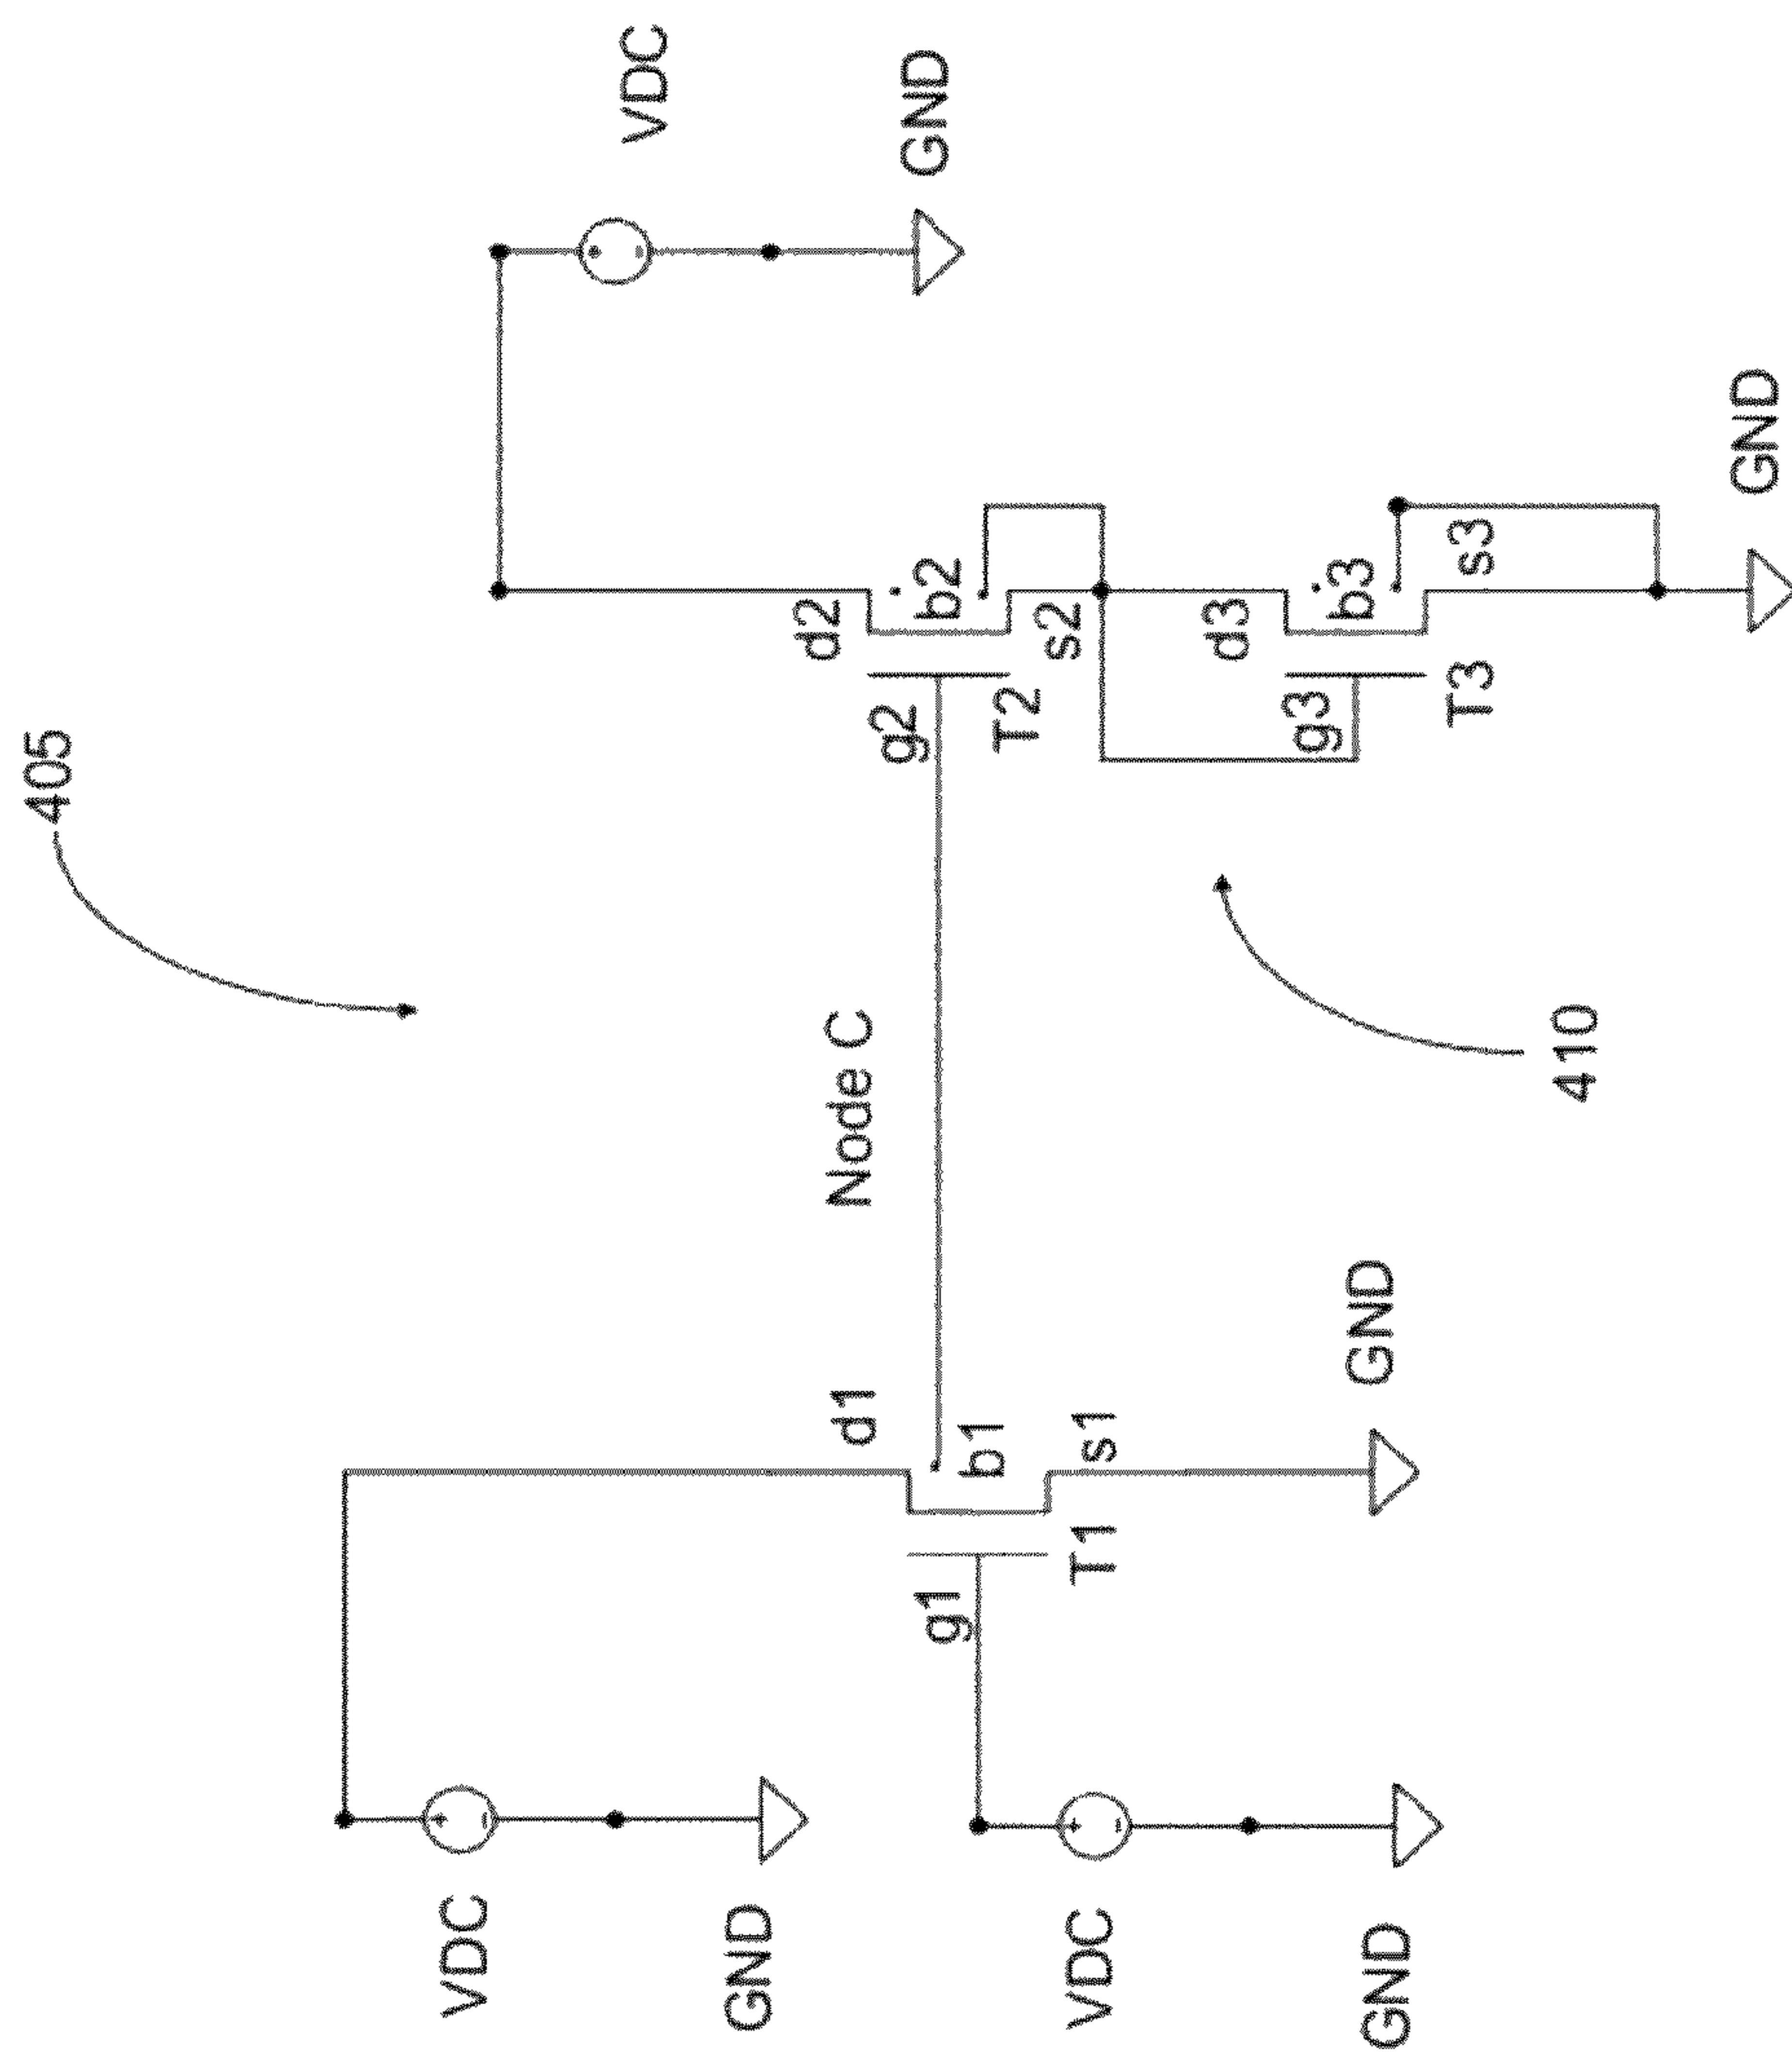 405
VDC
d1
Node C
d2
VDC
GND
g1
b1
g2
b2
GND
T1
s1
T2
s2
VDC
GND
410
g3
d3
b3
GND
T3
s3
GND